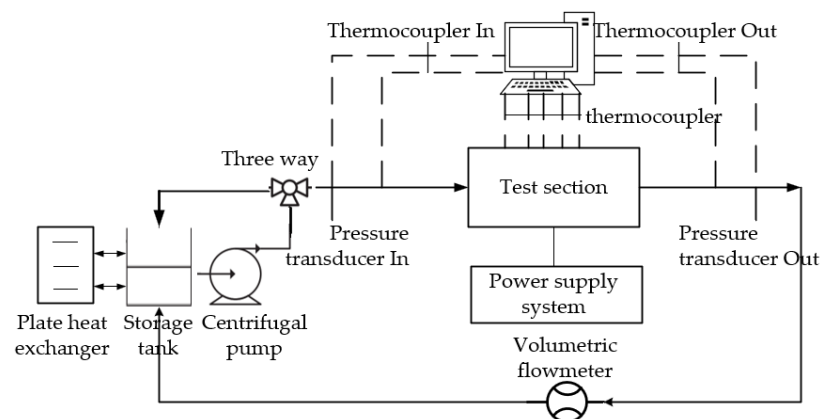 Thermocoupler In
Thermocoupler Out
thermocoupler
Three way
Test section
Pressure
transducer In
Pressure
transducer Out
Power supply
system
Plate heat
exchanger
Storage
tank
Centrifugal
pump
Volumetric
flowmeter